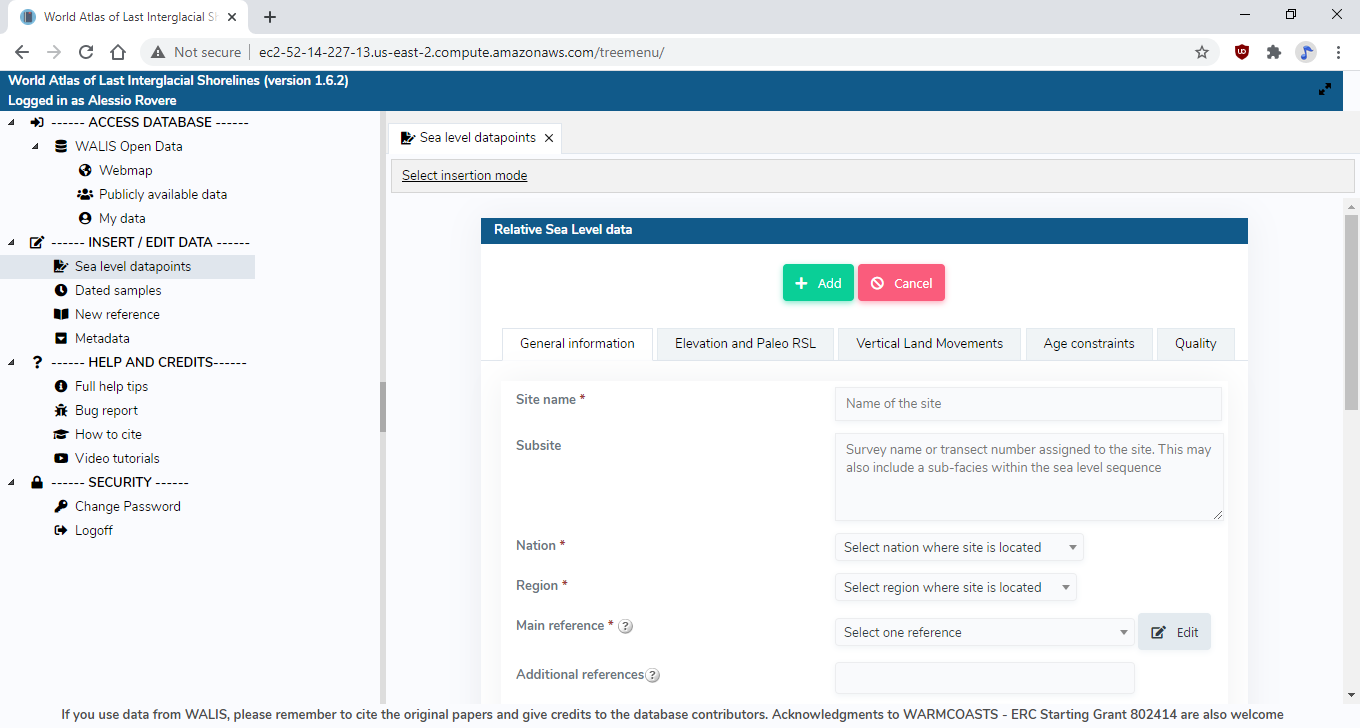 World Atlas of Last Interglacial Sh
Not secure ec2-52-14-227-13.us-east-2.compute.amazonaws.com/treemenu/
World Atlas of Last Interglacial Shorelines (version 1.6.2)
Logged in as Alessio Rovere
------ ACCESS DATABASE ------
WALIS Open Data
Webmap
Publicly available data
My data
------ INSERT / EDIT DATA ------
Sea level datapoints
Dated samples
New reference
Metadata
------ HELP AND CREDITS------
Full help tips
Bug report
How to cite
Video tutorials
------ SECURITY ------
Change Password
Logoff
Sea level datapoints
Select insertion mode
Relative Sea Level data
Add Cancel
General information Elevation and Paleo RSL Vertical Land Movements Age constraints Quality
Site name * Name of the site
Subsite Survey name or transect number assigned to the site. This may
also include a sub-facies within the sea level sequence
Nation * Select nation where site is located
Region * Select region where site is located
Main reference * ? Select one reference Edit
Additional references ?
If you use data from WALIS, please remember to cite the original papers and give credits to the database contributors. Acknowledgments to WARMCOASTS - ERC Starting Grant 802414 are also welcome